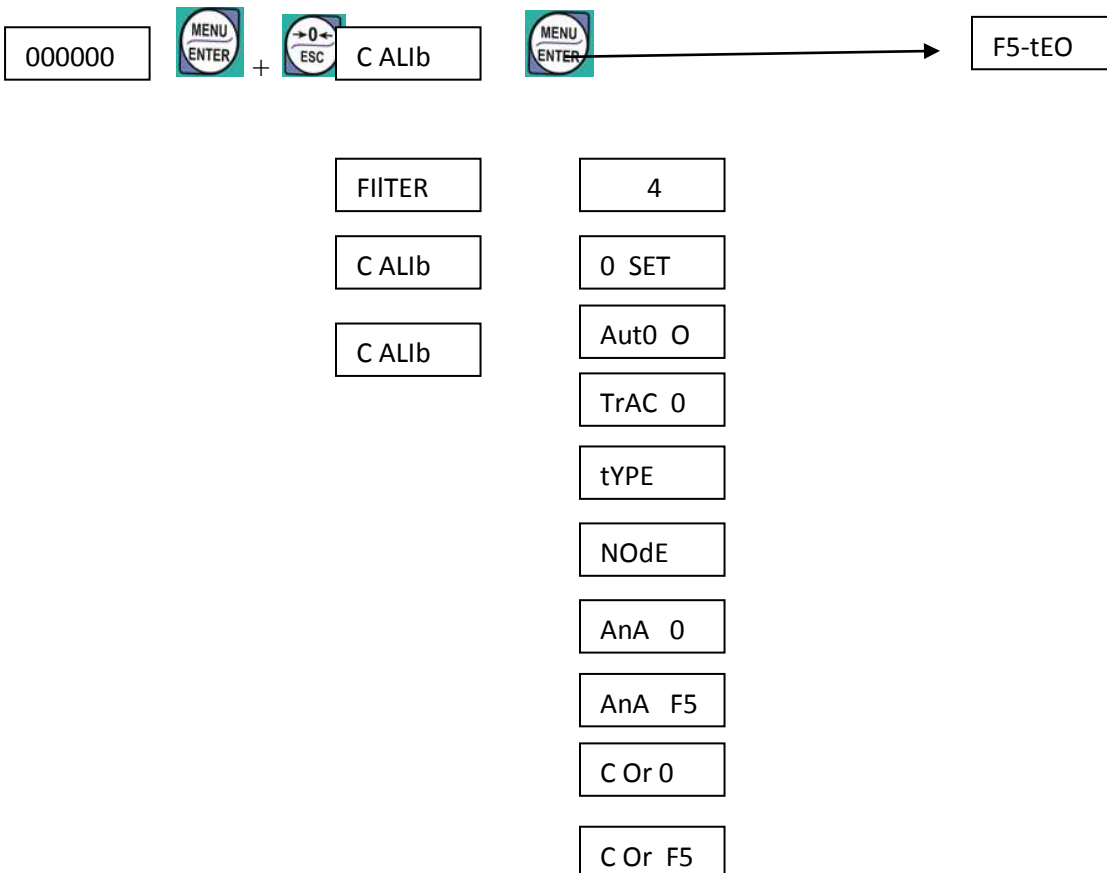 000000 MENU ENTER + →0← ESC C ALIb MENU ENTER F5-tEO
FIlTER 4
C ALIb 0 SET
C ALIb Aut0 O
TrAC 0
tYPE
NOdE
AnA 0
AnA F5
C Or 0
C Or F5